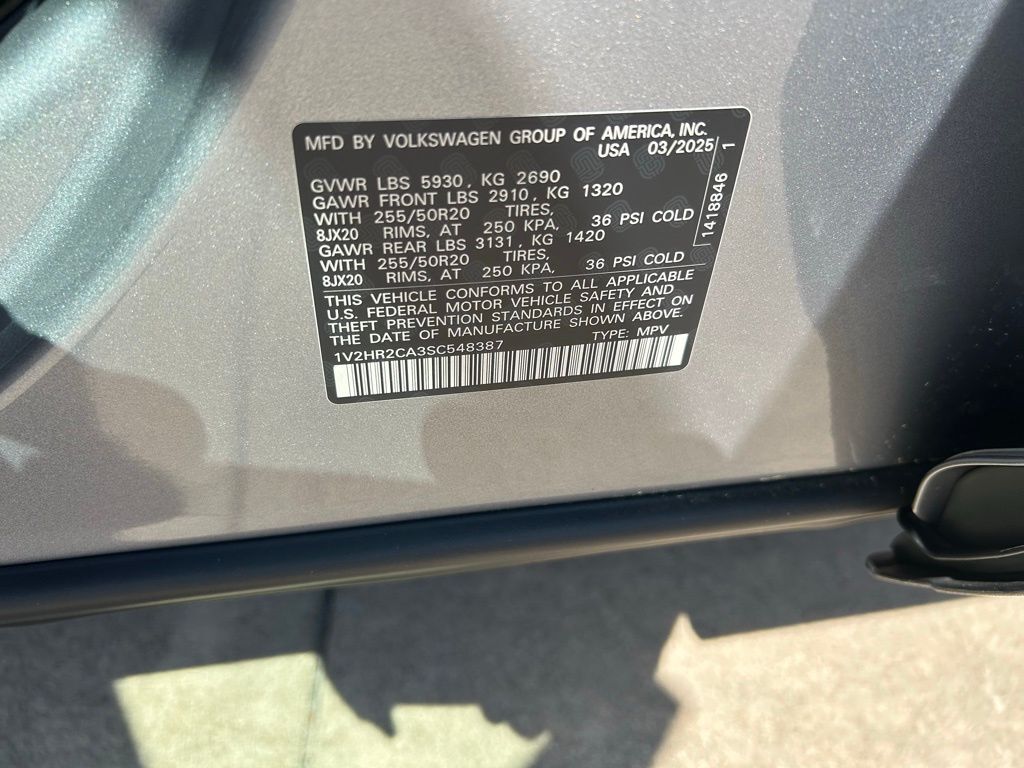 MFD BY VOLKSWAGEN GROUP OF AMERICA, INC.
USA 03/2025
GVWR LBS 5930, KG 2690
GAWR FRONT LBS 2910, KG 1320
WITH 255/50R20 TIRES,
8JX20 RIMS, AT 250 KPA, 36 PSI COLD
GAWR REAR LBS 3131, KG 1420
WITH 255/50R20 TIRES,
8JX20 RIMS, AT 250 KPA, 36 PSI COLD
THIS VEHICLE CONFORMS TO ALL APPLICABLE
U.S. FEDERAL MOTOR VEHICLE SAFETY AND
THEFT PREVENTION STANDARDS IN EFFECT ON
THE DATE OF MANUFACTURE SHOWN ABOVE.
1V2HR2CA3SC548387 TYPE: MPV
1418846 1